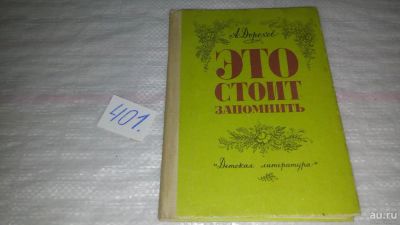 401.
А. Дорохов
ЭТО
СТОИТ
ЗАПОМНИТЬ
"Детская литература"
au.ru